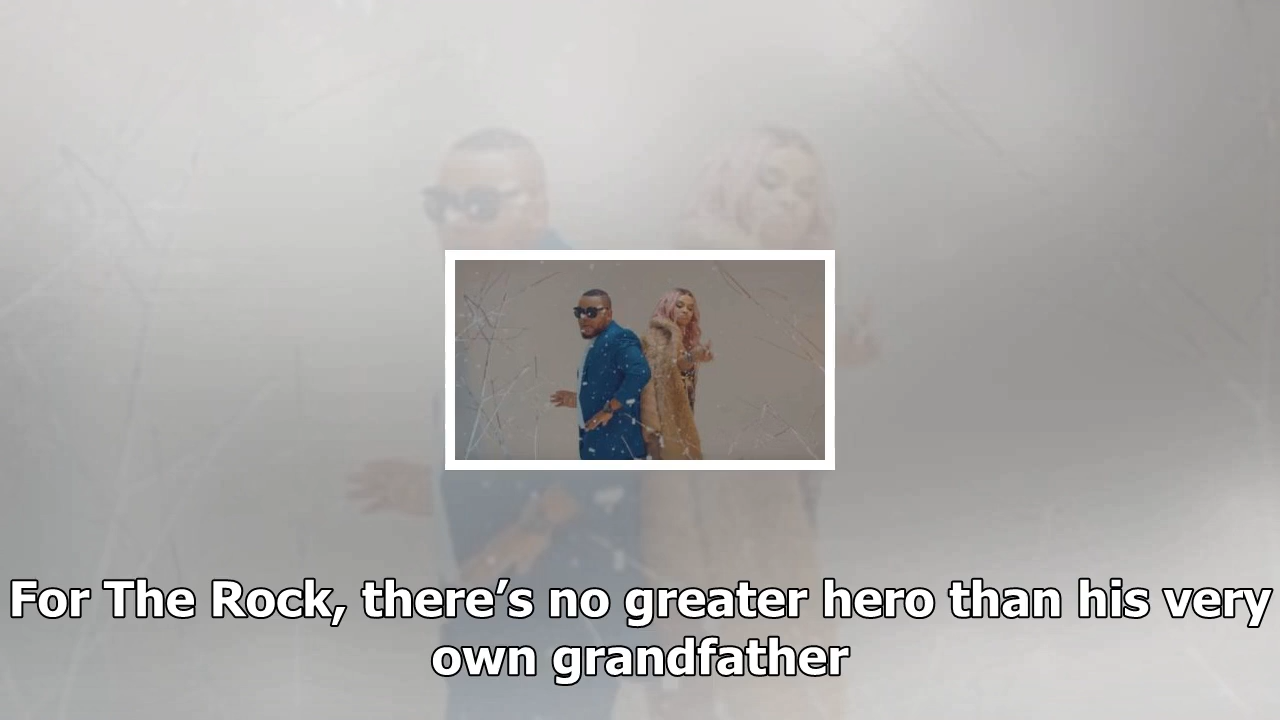 For The Rock, there’s no greater hero than his very
own grandfather